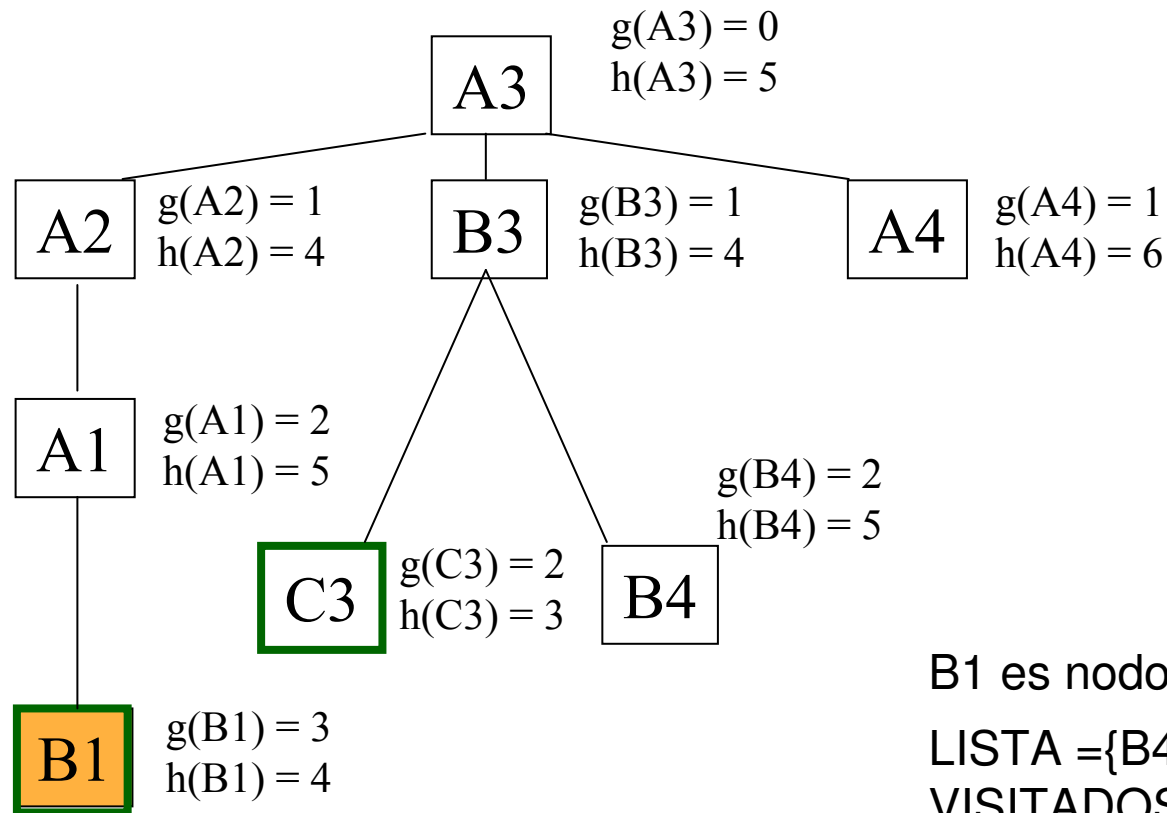 g(A3) = 0
A3
h(A3) = 5
A2
g(A2) = 1
h(A2) = 4
B3
g(B3) = 1
h(B3) = 4
A4
g(A4) = 1
h(A4) = 6
A1
g(A1) = 2
h(A1) = 5
g(B4) = 2
h(B4) = 5
C3
g(C3) = 2
h(C3) = 3
B4
B1 es nodo
B1
g(B1) = 3
h(B1) = 4
LISTA ={B4
VISITADOS